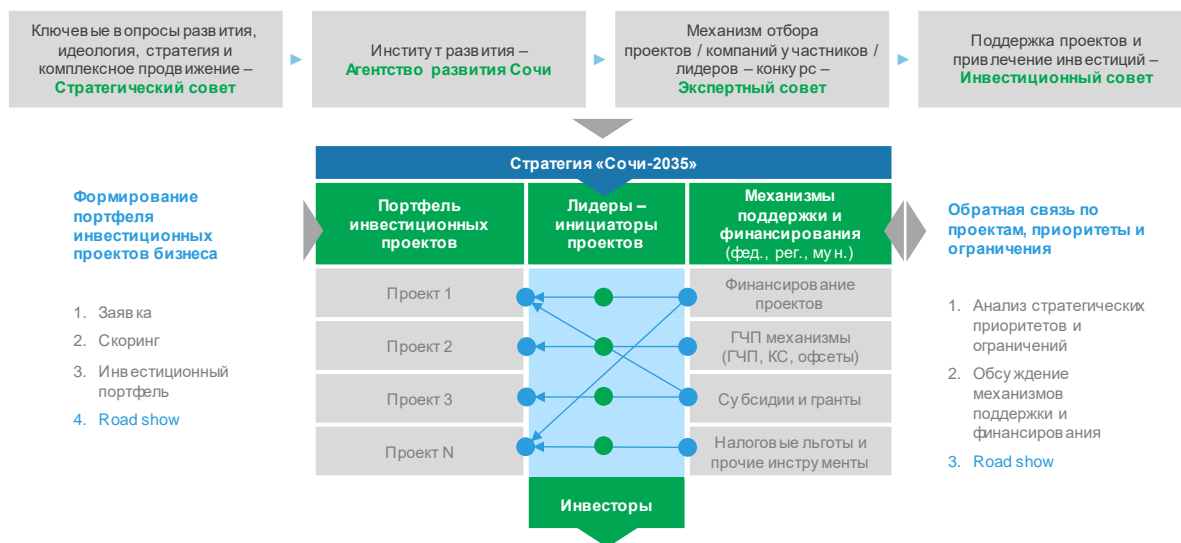 Ключевые вопросы развития,
идеология, стратегия и
комплексное продвижение –
Стратегический совет
Институт развития –
Агентство развития Сочи
Механизм отбора
проектов / компаний участников /
лидеров – конкурс –
Экспертный совет
Поддержка проектов и
привлечение инвестиций –
Инвестиционный совет
Стратегия «Сочи-2035»
Формирование
портфеля
инвестиционных
проектов бизнеса
1. Заявка
2. Скоринг
3. Инвестиционный
портфель
4. Road show
Портфель
инвестиционных
проектов
Лидеры –
инициаторы
проектов
Механизмы
поддержки и
финансирования
(фед., рег., мун.)
Проект 1
Финансирование
проектов
Проект 2
ГЧП механизмы
(ГЧП, КС, офсеты)
Проект 3
Субсидии и гранты
Проект N
Налоговые льготы и
прочие инструменты
Инвесторы
Обратная связь по
проектам, приоритеты и
ограничения
1. Анализ стратегических
приоритетов и
ограничений
2. Обсуждение
механизмов
поддержки и
финансирования
3. Road show